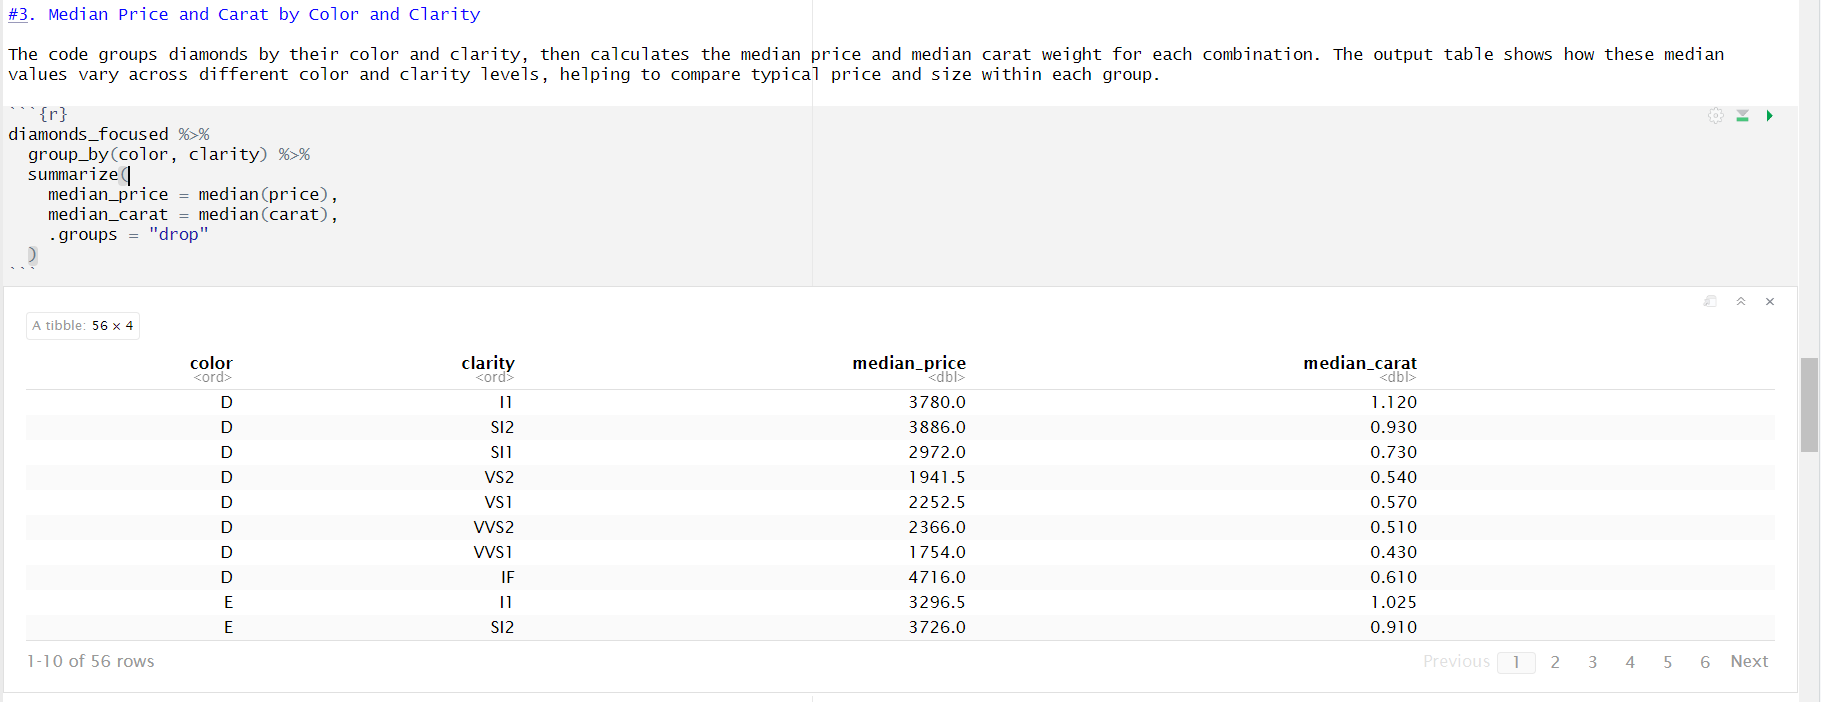 #3. Median Price and Carat by Color and Clarity
The code groups diamonds by their color and clarity, then calculates the median price and median carat weight for each combination. The output table shows how these median
values vary across different color and clarity levels, helping to compare typical price and size within each group.
```{r}
diamonds_focused %>%
  group_by(color, clarity) %>%
  summarize(
    median_price = median(price),
    median_carat = median(carat),
    .groups = "drop"
  )
```
A tibble: 56 × 4
color clarity median_price median_carat
<ord> <ord> <dbl> <dbl>
D I1 3780.0 1.120
D SI2 3886.0 0.930
D SI1 2972.0 0.730
D VS2 1941.5 0.540
D VS1 2252.5 0.570
D VVS2 2366.0 0.510
D VVS1 1754.0 0.430
D IF 4716.0 0.610
E I1 3296.5 1.025
E SI2 3726.0 0.910
1-10 of 56 rows Previous 1 2 3 4 5 6 Next